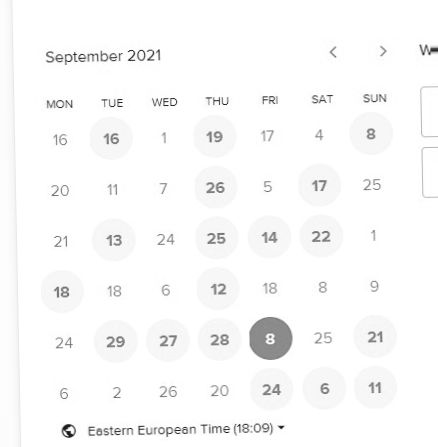 September 2021
MON TUE WED THU FRI SAT SUN
16 16 1 19 17 4 8
20 11 7 26 5 17 25
21 13 24 25 14 22 1
18 18 6 12 18 8 9
24 29 27 28 8 25 21
6 2 26 20 24 6 11
Eastern European Time (18:09)